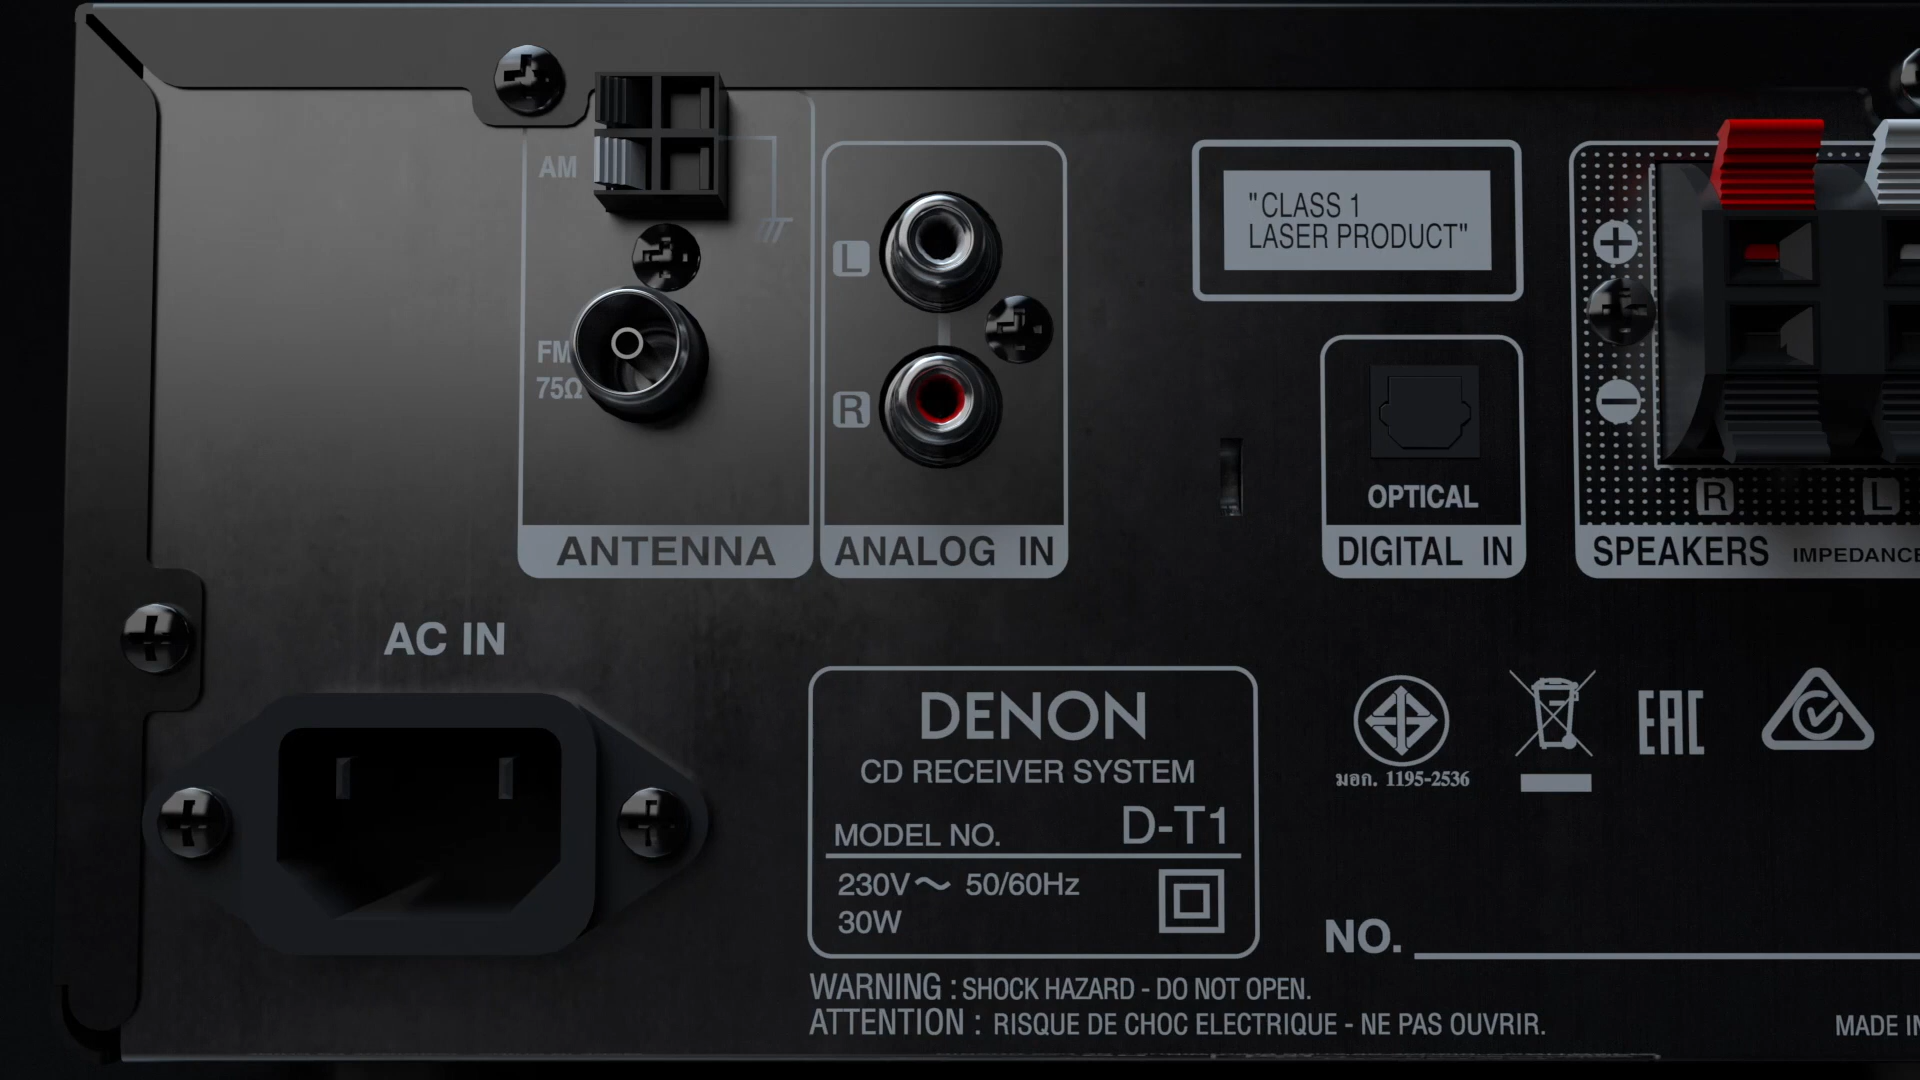 AM
FM
75Ω
ANTENNA
L
R
ANALOG IN
"CLASS 1
LASER PRODUCT"
OPTICAL
DIGITAL IN
+
−
R L
SPEAKERS IMPEDANCE
AC IN
DENON
CD RECEIVER SYSTEM
MODEL NO. D-T1
230V～ 50/60Hz
30W
มอก. 1195-2536
EAC
NO.
WARNING : SHOCK HAZARD - DO NOT OPEN.
ATTENTION : RISQUE DE CHOC ELECTRIQUE - NE PAS OUVRIR.
MADE IN